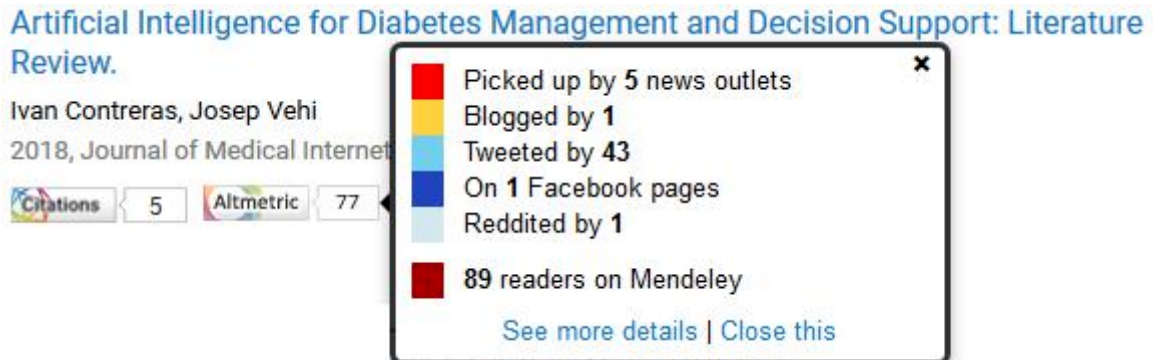 Artificial Intelligence for Diabetes Management and Decision Support: Literature
Review.
Ivan Contreras, Josep Vehi
2018, Journal of Medical Internet
Citations 5 Altmetric 77
×
Picked up by 5 news outlets
Blogged by 1
Tweeted by 43
On 1 Facebook pages
Reddited by 1
89 readers on Mendeley
See more details | Close this